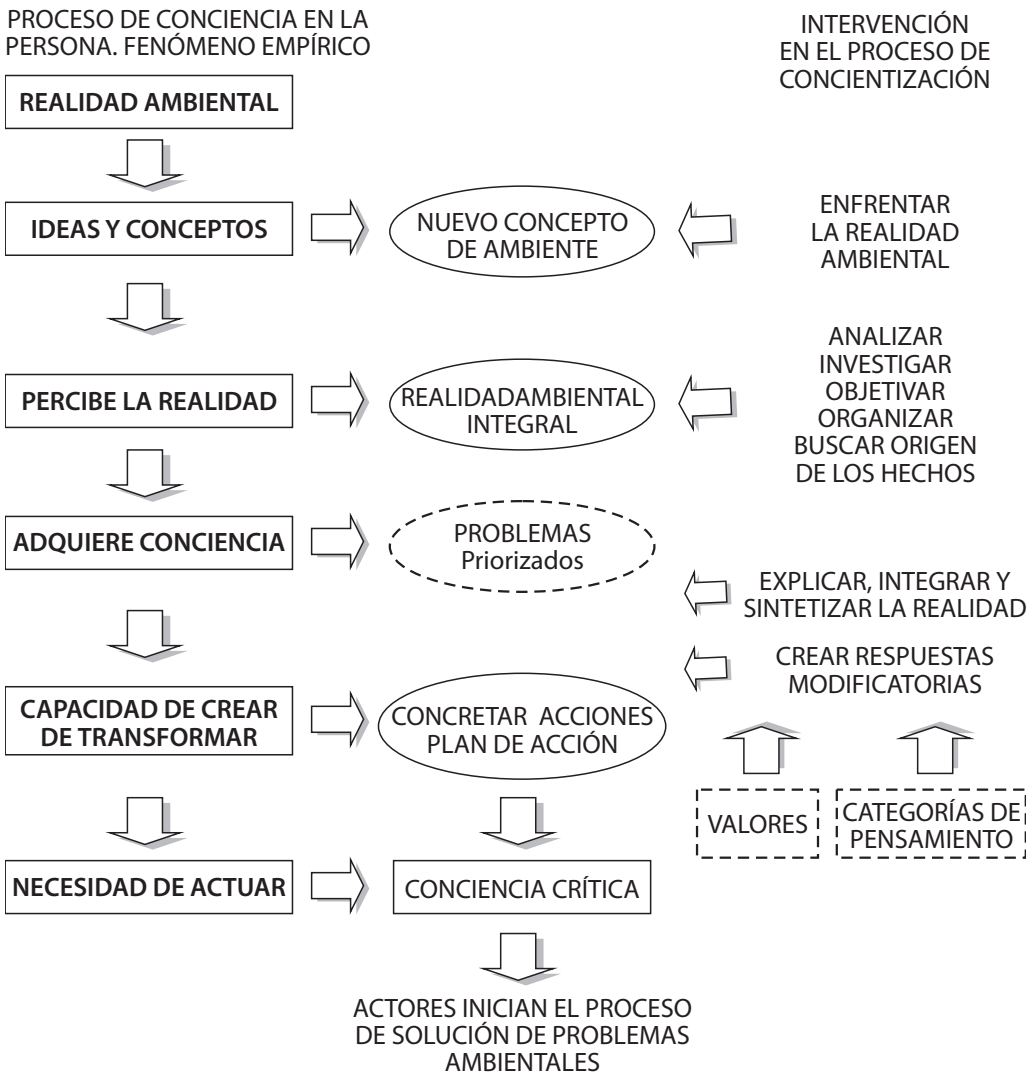 PROCESO DE CONCIENCIA EN LA
PERSONA. FENÓMENO EMPÍRICO
INTERVENCIÓN
EN EL PROCESO DE
CONCIENTIZACIÓN
REALIDAD AMBIENTAL
IDEAS Y CONCEPTOS
NUEVO CONCEPTO
DE AMBIENTE
ENFRENTAR
LA REALIDAD
AMBIENTAL
PERCIBE LA REALIDAD
REALIDADAMBIENTAL
INTEGRAL
ANALIZAR
INVESTIGAR
OBJETIVAR
ORGANIZAR
BUSCAR ORIGEN
DE LOS HECHOS
ADQUIERE CONCIENCIA
PROBLEMAS
Priorizados
EXPLICAR, INTEGRAR Y
SINTETIZAR LA REALIDAD
CREAR RESPUESTAS
MODIFICATORIAS
CAPACIDAD DE CREAR
DE TRANSFORMAR
CONCRETAR ACCIONES
PLAN DE ACCIÓN
VALORES
CATEGORÍAS DE
PENSAMIENTO
NECESIDAD DE ACTUAR
CONCIENCIA CRÍTICA
ACTORES INICIAN EL PROCESO
DE SOLUCIÓN DE PROBLEMAS
AMBIENTALES